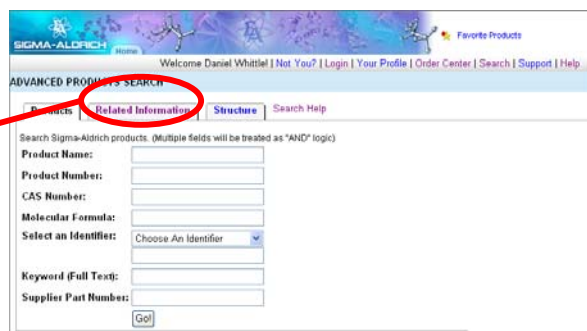 Favorite Products
SIGMA-ALDRICH
Home
Welcome Daniel Whittlel | Not You? | Login | Your Profile | Order Center | Search | Support | Help
ADVANCED PRODUCTS SEARCH
Products | Related Information | Structure | Search Help
Search Sigma-Aldrich products. (Multiple fields will be treated as "AND" logic)
Product Name:
Product Number:
CAS Number:
Molecular Formula:
Select an Identifier: Choose An Identifier
Keyword (Full Text):
Supplier Part Number:
Go!